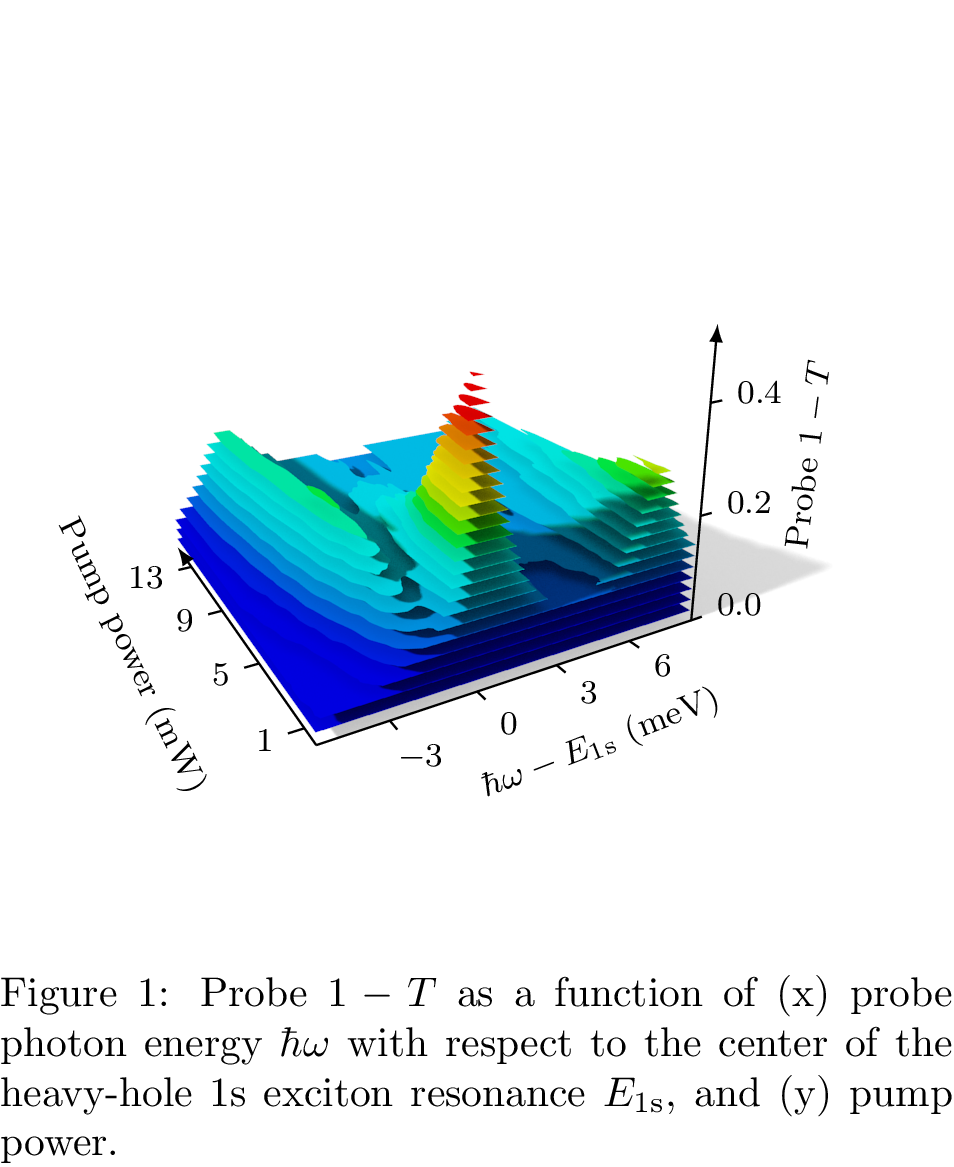 0.4
0.2
0.0
Probe 1 − T
13
9
5
1
Pump power (mW)
−3
0
3
6
ħω − E1s (meV)
Figure 1: Probe 1 − T as a function of (x) probe
photon energy ħω with respect to the center of the
heavy-hole 1s exciton resonance E1s, and (y) pump
power.